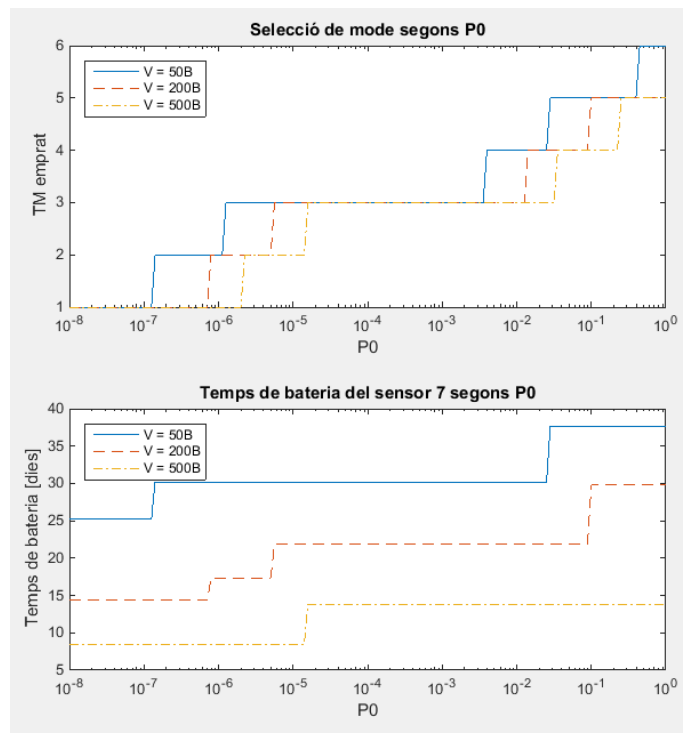 Selecció de mode segons P0
6
5
4
3
2
1
TM emprat
V = 50B
V = 200B
V = 500B
10^-8 10^-7 10^-6 10^-5 10^-4 10^-3 10^-2 10^-1 10^0
P0
Temps de bateria del sensor 7 segons P0
40
35
30
25
20
15
10
5
Temps de bateria [dies]
V = 50B
V = 200B
V = 500B
10^-8 10^-7 10^-6 10^-5 10^-4 10^-3 10^-2 10^-1 10^0
P0